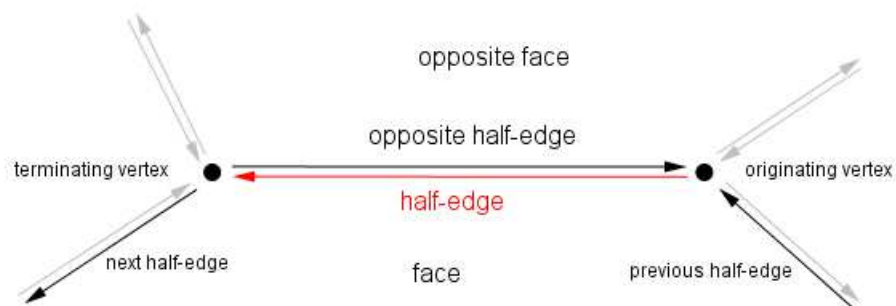 opposite face
opposite half-edge
terminating vertex
originating vertex
half-edge
next half-edge
face
previous half-edge